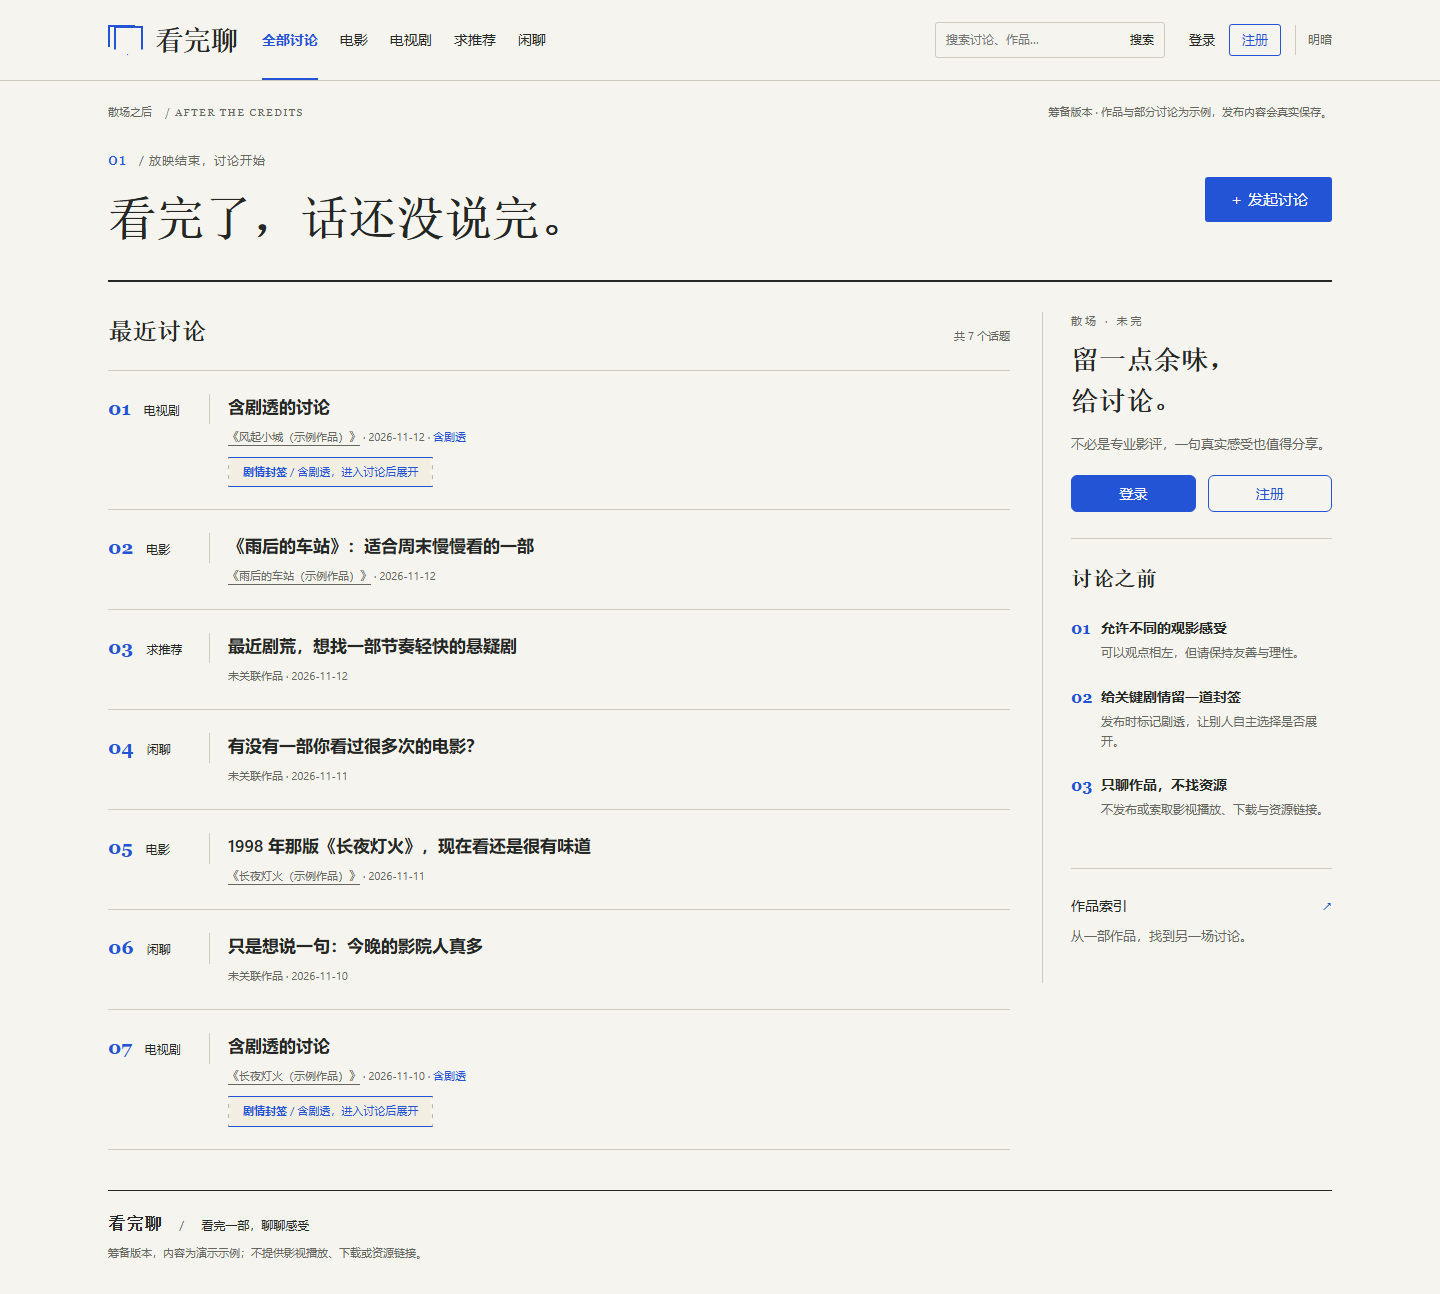 看完聊
全部讨论 电影 电视剧 求推荐 闲聊
搜索讨论、作品... 搜索 登录 注册 明暗
散场之后 / AFTER THE CREDITS
筹备版本 · 作品与部分讨论为示例，发布内容会真实保存。
01 / 放映结束，讨论开始
看完了，话还没说完。
+ 发起讨论
最近讨论
共 7 个话题
01 电视剧
含剧透的讨论
《风起小城（示例作品）》 · 2026-11-12 · 含剧透
剧情封签 / 含剧透，进入讨论后展开
02 电影
《雨后的车站》：适合周末慢慢看的一部
《雨后的车站（示例作品）》 · 2026-11-12
03 求推荐
最近剧荒，想找一部节奏轻快的悬疑剧
未关联作品 · 2026-11-12
04 闲聊
有没有一部你看过很多次的电影？
未关联作品 · 2026-11-11
05 电影
1998 年那版《长夜灯火》，现在看还是很有味道
《长夜灯火（示例作品）》 · 2026-11-11
06 闲聊
只是想说一句：今晚的影院人真多
未关联作品 · 2026-11-10
07 电视剧
含剧透的讨论
《长夜灯火（示例作品）》 · 2026-11-10 · 含剧透
剧情封签 / 含剧透，进入讨论后展开
散场 · 未完
留一点余味，
给讨论。
不必是专业影评，一句真实感受也值得分享。
登录 注册
讨论之前
01 允许不同的观影感受
可以观点相左，但请保持友善与理性。
02 给关键剧情留一道封签
发布时标记剧透，让别人自主选择是否展
开。
03 只聊作品，不找资源
不发布或索取影视播放、下载与资源链接。
作品索引 ↗
从一部作品，找到另一场讨论。
看完聊 / 看完一部，聊聊感受
筹备版本，内容为演示示例；不提供影视播放、下载或资源链接。